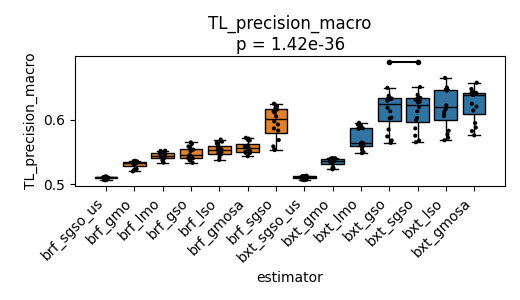 TL_precision_macro
p = 1.42e-36
TL_precision_macro
0.6
0.5
brf_sgso_us
brf_gmo
brf_lmo
brf_gso
brf_lso
brf_gmosa
brf_sgso
bxt_sgso_us
bxt_gmo
bxt_lmo
bxt_gso
bxt_sgso
bxt_lso
bxt_gmosa
estimator